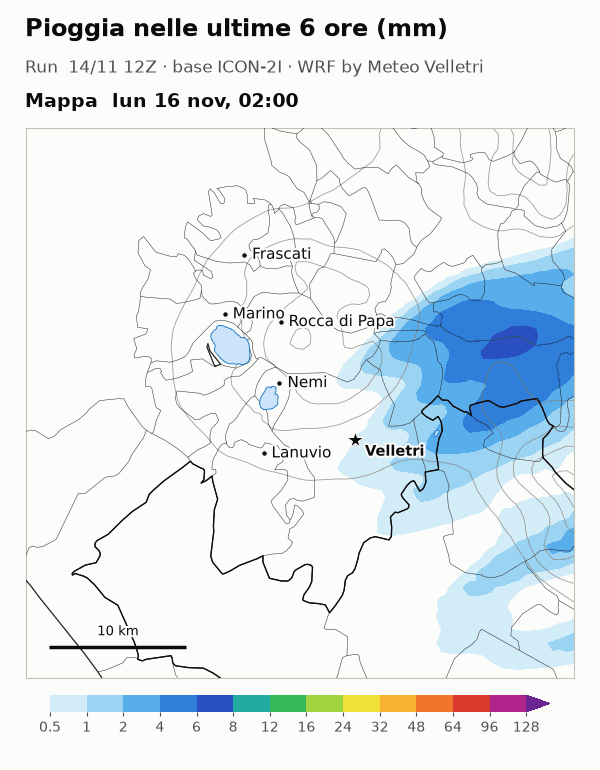 Pioggia nelle ultime 6 ore (mm)
Run 14/11 12Z · base ICON-2I · WRF by Meteo Velletri
Mappa lun 16 nov, 02:00
Frascati
Marino
Rocca di Papa
Nemi
Velletri
Lanuvio
10 km
0.5 1 2 4 6 8 12 16 24 32 48 64 96 128